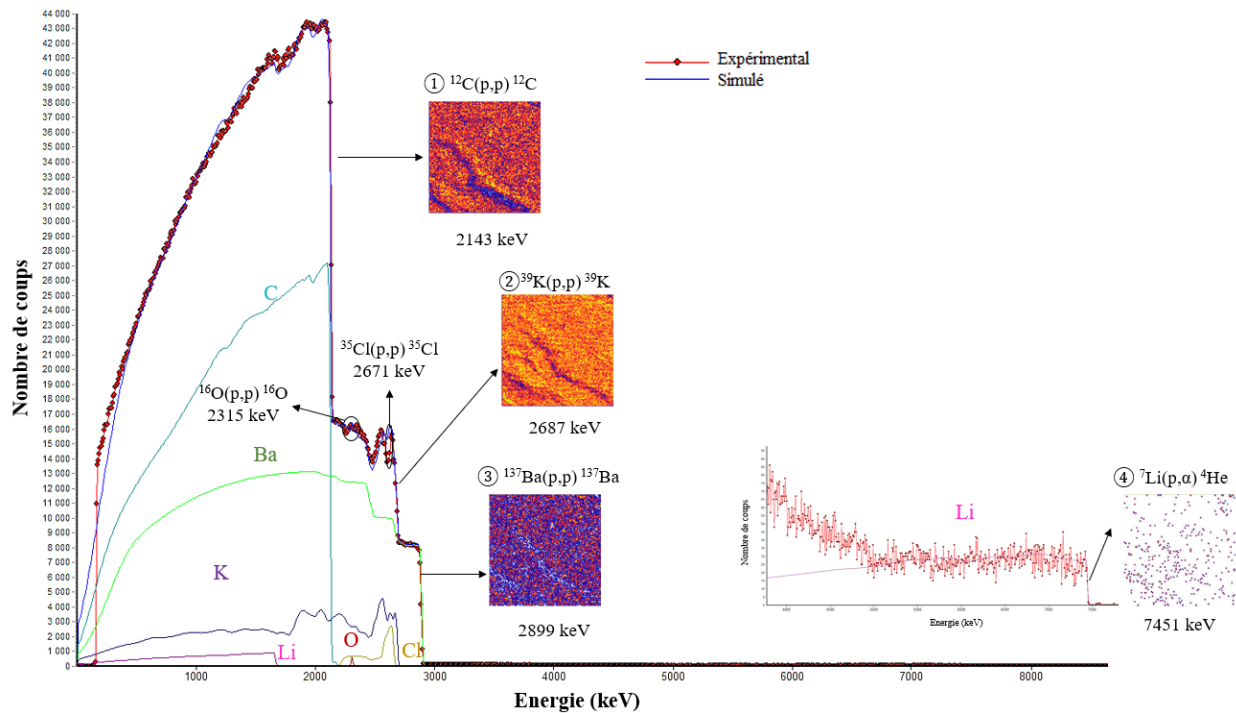 44 000
43 000
42 000
41 000
40 000
39 000
38 000
37 000
36 000
35 000
34 000
33 000
32 000
31 000
30 000
29 000
28 000
27 000
26 000
25 000
24 000
23 000
22 000
21 000
20 000
19 000
18 000
17 000
16 000
15 000
14 000
13 000
12 000
11 000
10 000
9 000
8 000
7 000
6 000
5 000
4 000
3 000
2 000
1 000
0
Nombre de coups
Expérimental
Simulé
① ¹²C(p,p) ¹²C
2143 keV
② ³⁹K(p,p) ³⁹K
2687 keV
C
³⁵Cl(p,p) ³⁵Cl
2671 keV
¹⁶O(p,p) ¹⁶O
2315 keV
Ba
③ ¹³⁷Ba(p,p) ¹³⁷Ba
2899 keV
K
Li
O
Cl
Nombre de coups
Li
Energie (keV)
④ ⁷Li(p,α) ⁴He
7451 keV
1000 2000 3000 4000 5000 6000 7000 8000
Energie (keV)